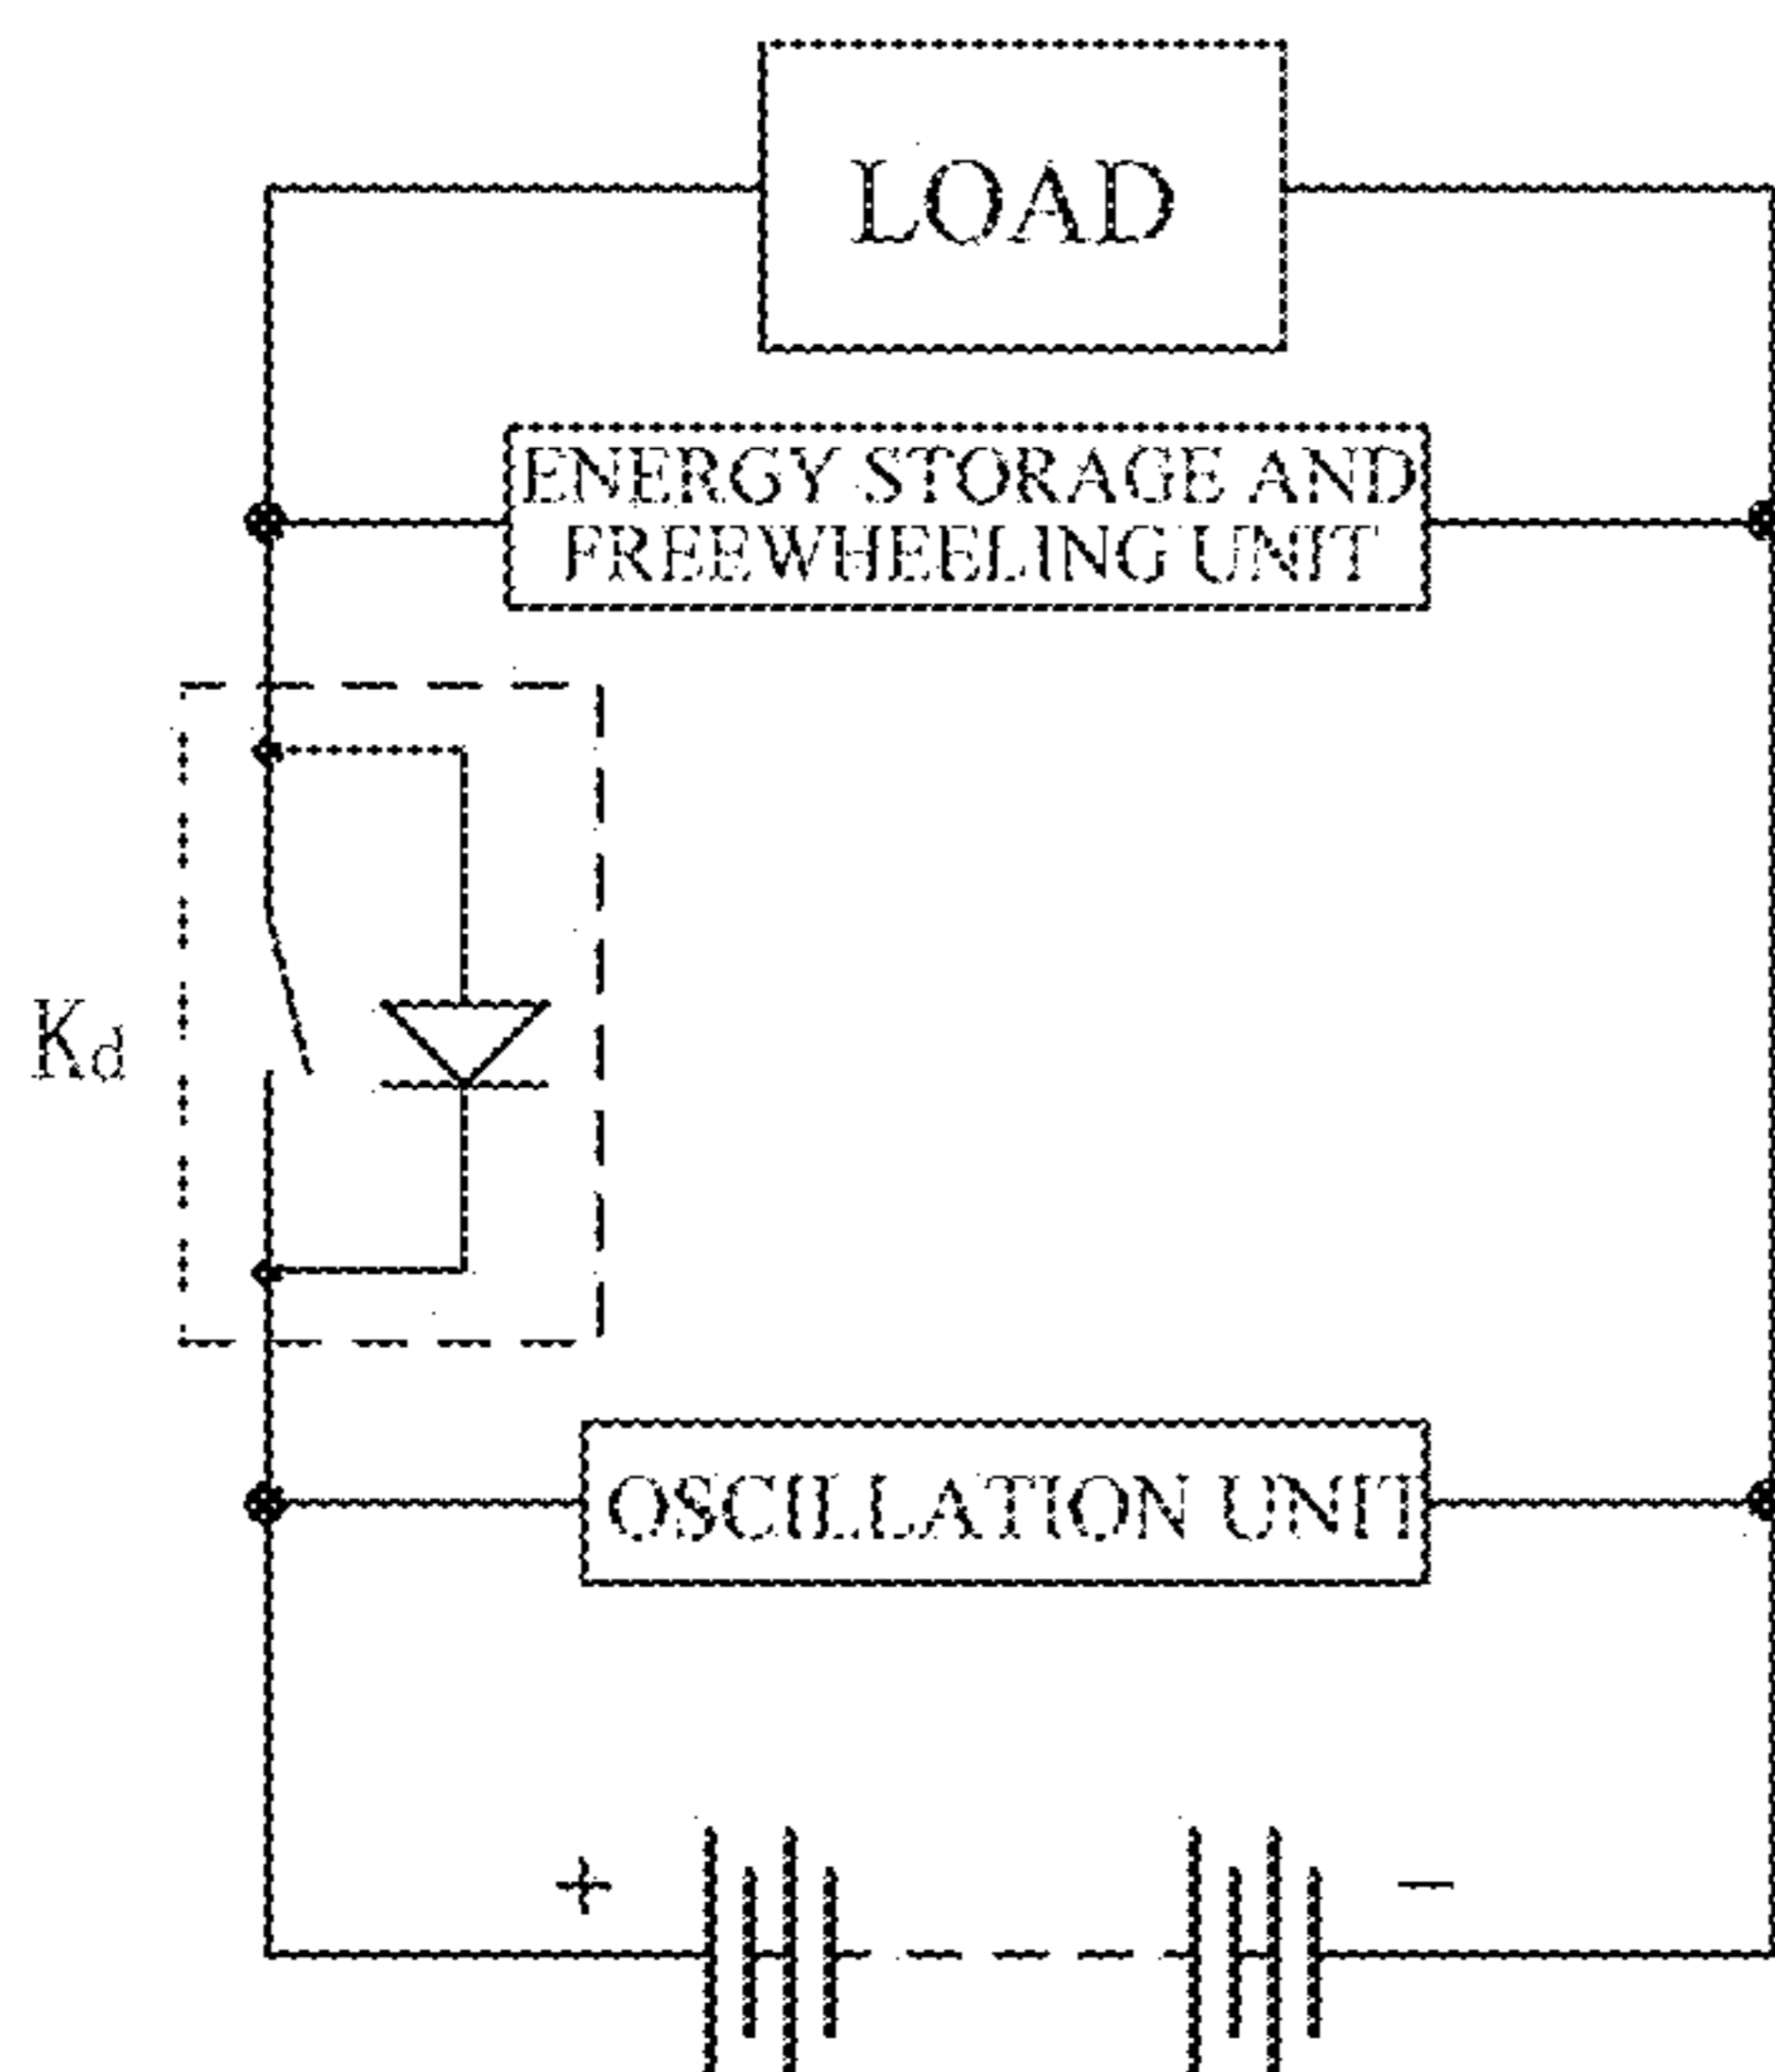 LOAD
ENERGY STORAGE AND
FREEWHEELING UNIT
Kd
OSCILLATION UNIT
+ −